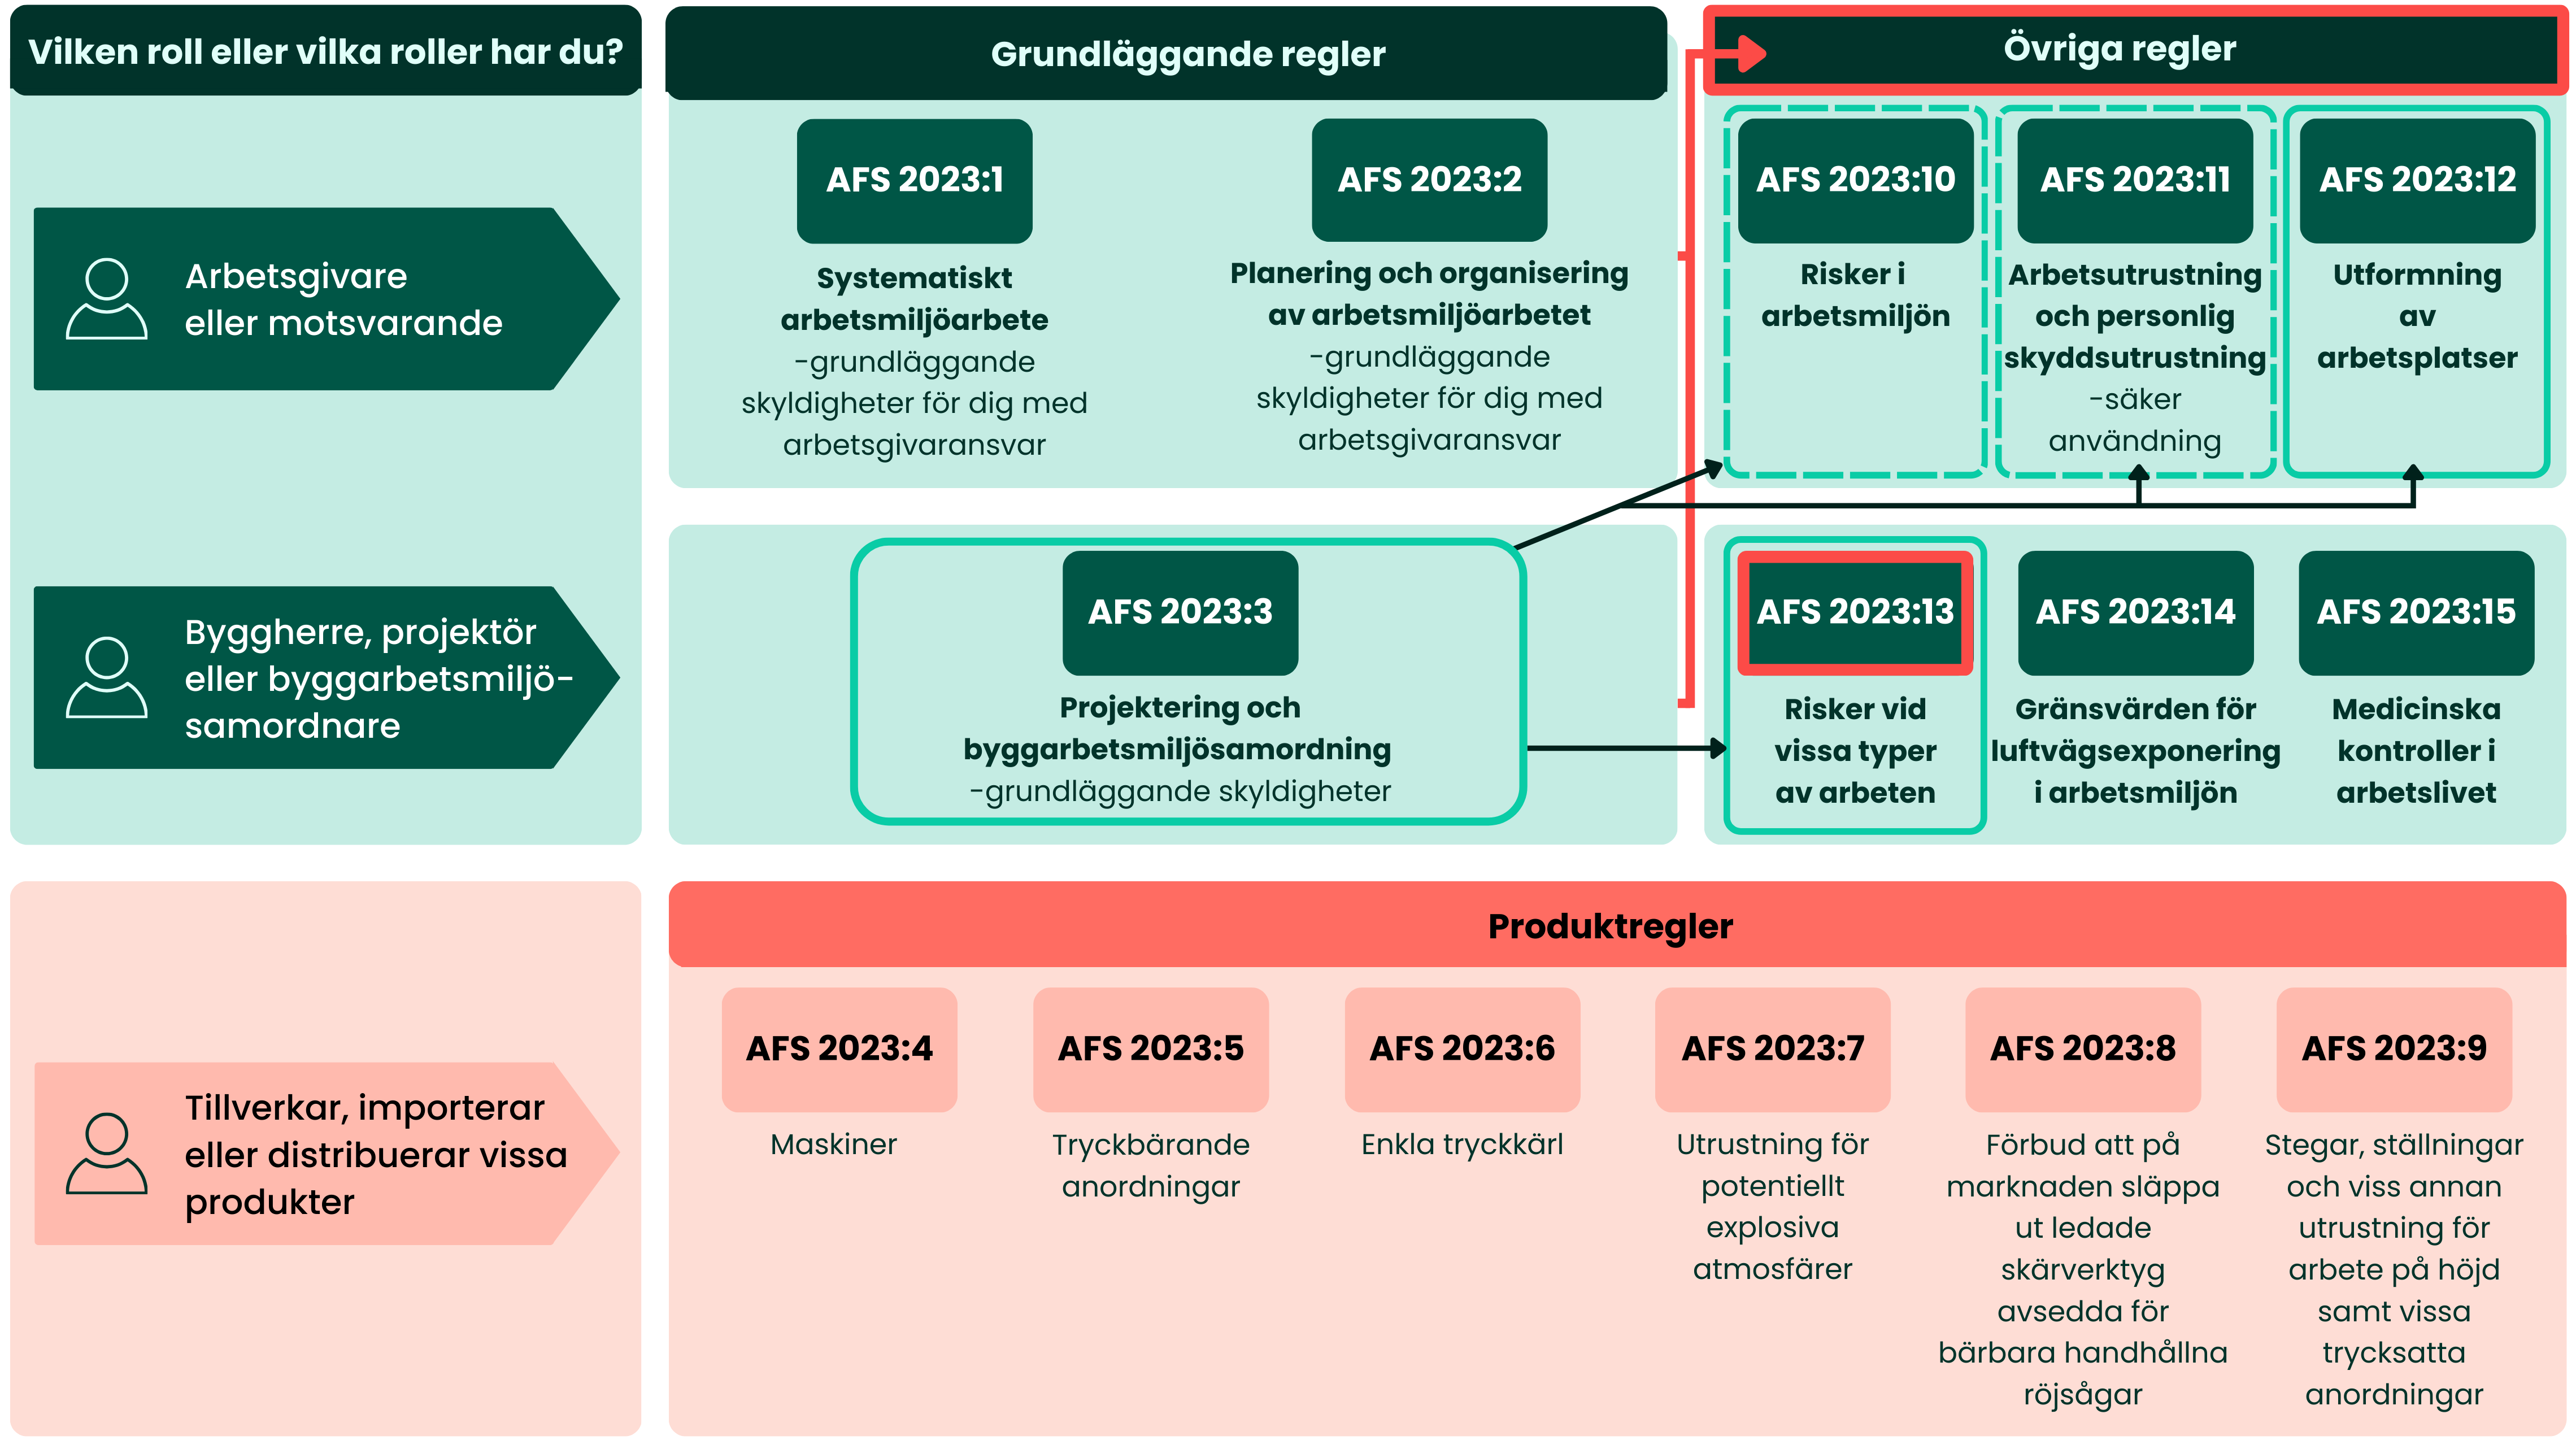 Vilken roll eller vilka roller har du?
Grundläggande regler
Övriga regler
Arbetsgivare
eller motsvarande
AFS 2023:1
Systematiskt
arbetsmiljöarbete
-grundläggande
skyldigheter för dig med
arbetsgivaransvar
AFS 2023:2
Planering och organisering
av arbetsmiljöarbetet
-grundläggande
skyldigheter för dig med
arbetsgivaransvar
AFS 2023:10
Risker i
arbetsmiljön
AFS 2023:11
Arbetsutrustning
och personlig
skyddsutrustning
-säker
användning
AFS 2023:12
Utformning
av
arbetsplatser
Byggherre, projektör
eller byggarbetsmiljö-
samordnare
AFS 2023:3
Projektering och
byggarbetsmiljösamordning
-grundläggande skyldigheter
AFS 2023:13
Risker vid
vissa typer
av arbeten
AFS 2023:14
Gränsvärden för
luftvägsexponering
i arbetsmiljön
AFS 2023:15
Medicinska
kontroller i
arbetslivet
Produktregler
Tillverkar, importerar
eller distribuerar vissa
produkter
AFS 2023:4
Maskiner
AFS 2023:5
Tryckbärande
anordningar
AFS 2023:6
Enkla tryckkärl
AFS 2023:7
Utrustning för
potentiellt
explosiva
atmosfärer
AFS 2023:8
Förbud att på
marknaden släppa
ut ledade
skärverktyg
avsedda för
bärbara handhållna
röjsågar
AFS 2023:9
Stegar, ställningar
och viss annan
utrustning för
arbete på höjd
samt vissa
trycksatta
anordningar